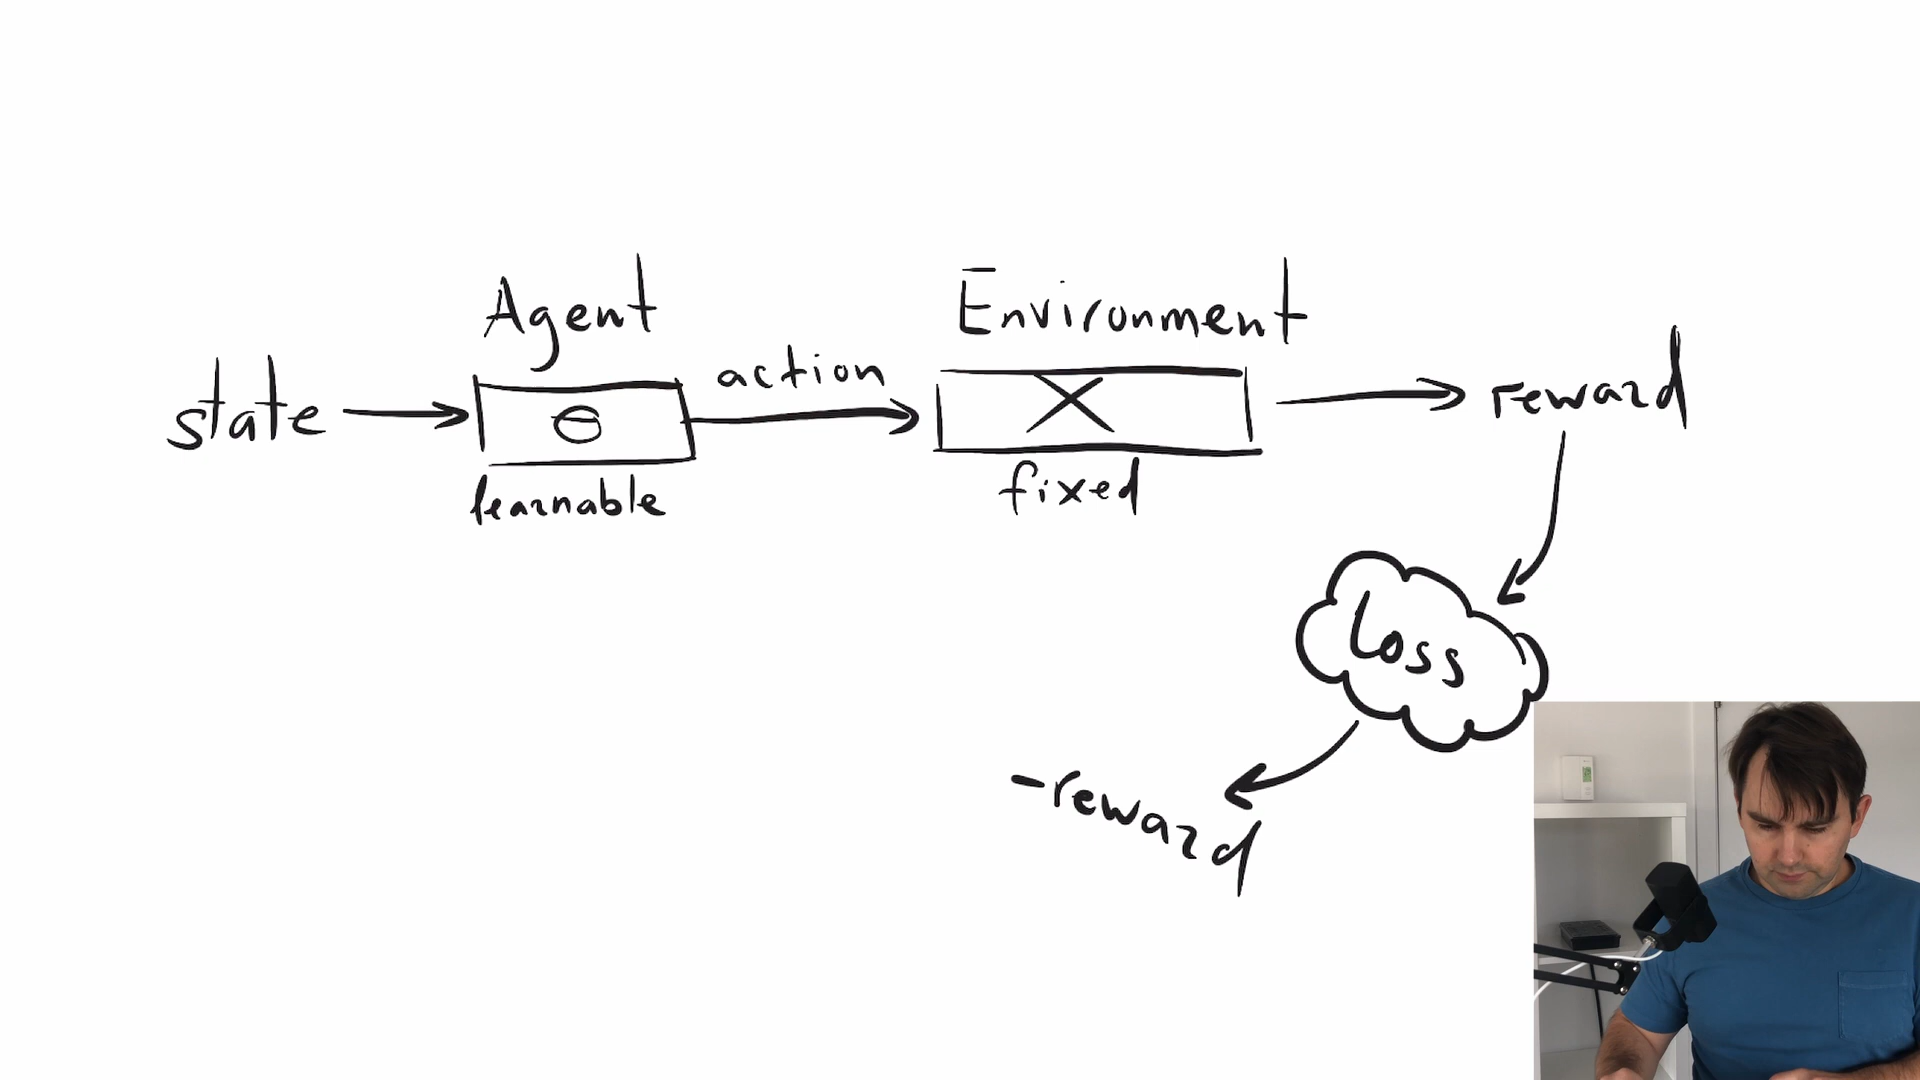 Agent
Environment
state
action
reward
Θ
X
learnable
fixed
Loss
-reward